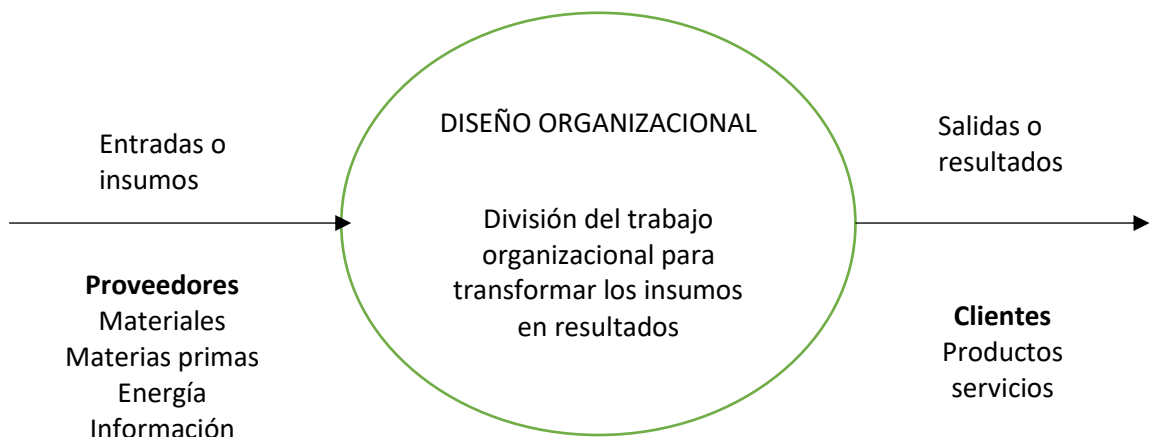 Entradas o
insumos
Proveedores
Materiales
Materias primas
Energía
Información
DISEÑO ORGANIZACIONAL
División del trabajo
organizacional para
transformar los insumos
en resultados
Salidas o
resultados
Clientes
Productos
servicios